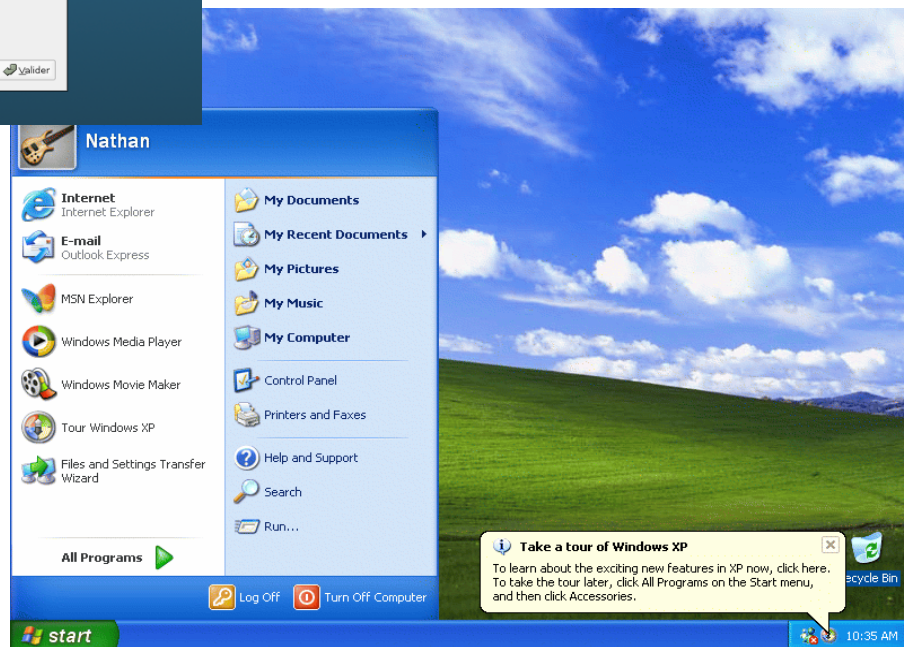 Valider
Nathan
Internet
Internet Explorer
E-mail
Outlook Express
MSN Explorer
Windows Media Player
Windows Movie Maker
Tour Windows XP
Files and Settings Transfer
Wizard
All Programs
My Documents
My Recent Documents
My Pictures
My Music
My Computer
Control Panel
Printers and Faxes
Help and Support
Search
Run...
Log Off
Turn Off Computer
Take a tour of Windows XP
To learn about the exciting new features in XP now, click here.
To take the tour later, click All Programs on the Start menu,
and then click Accessories.
ecycle Bin
start
10:35 AM